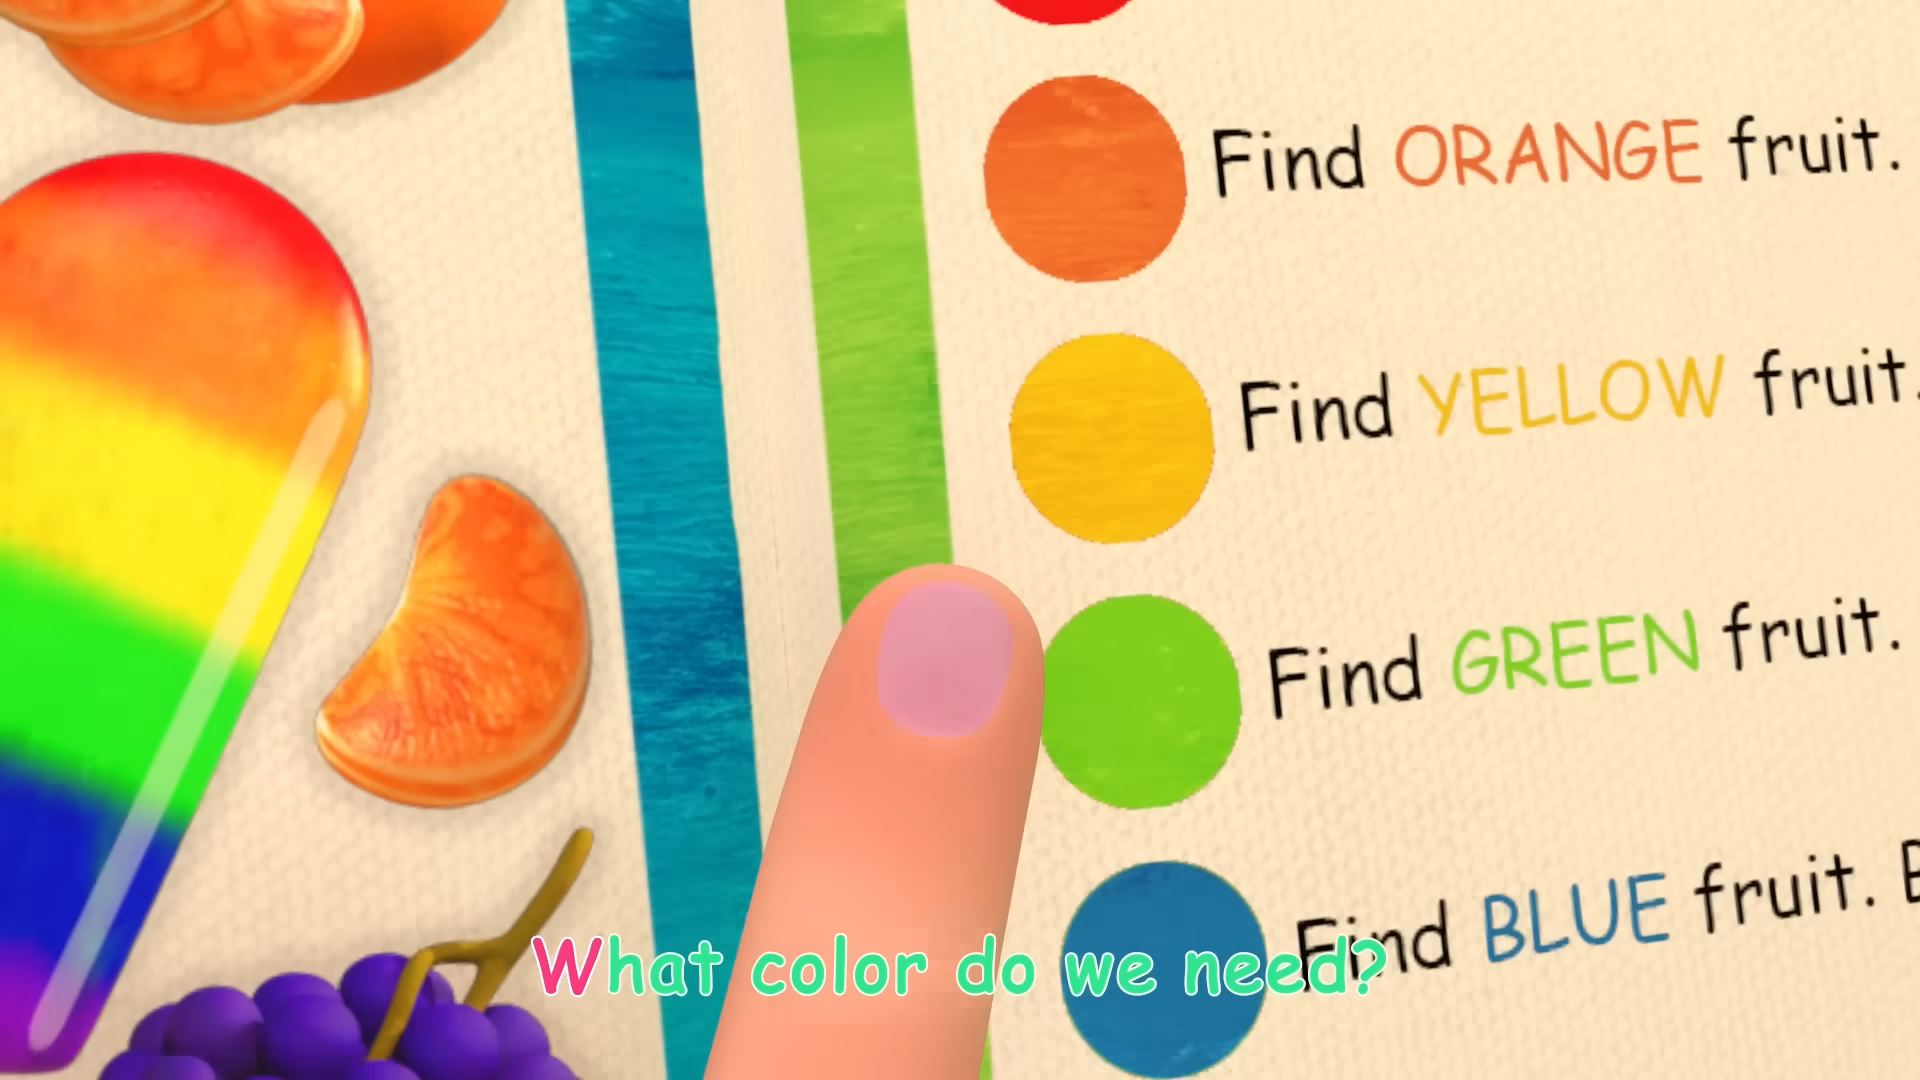 Find ORANGE fruit.
Find YELLOW fruit.
Find GREEN fruit.
Find BLUE fruit.
What color do we need?